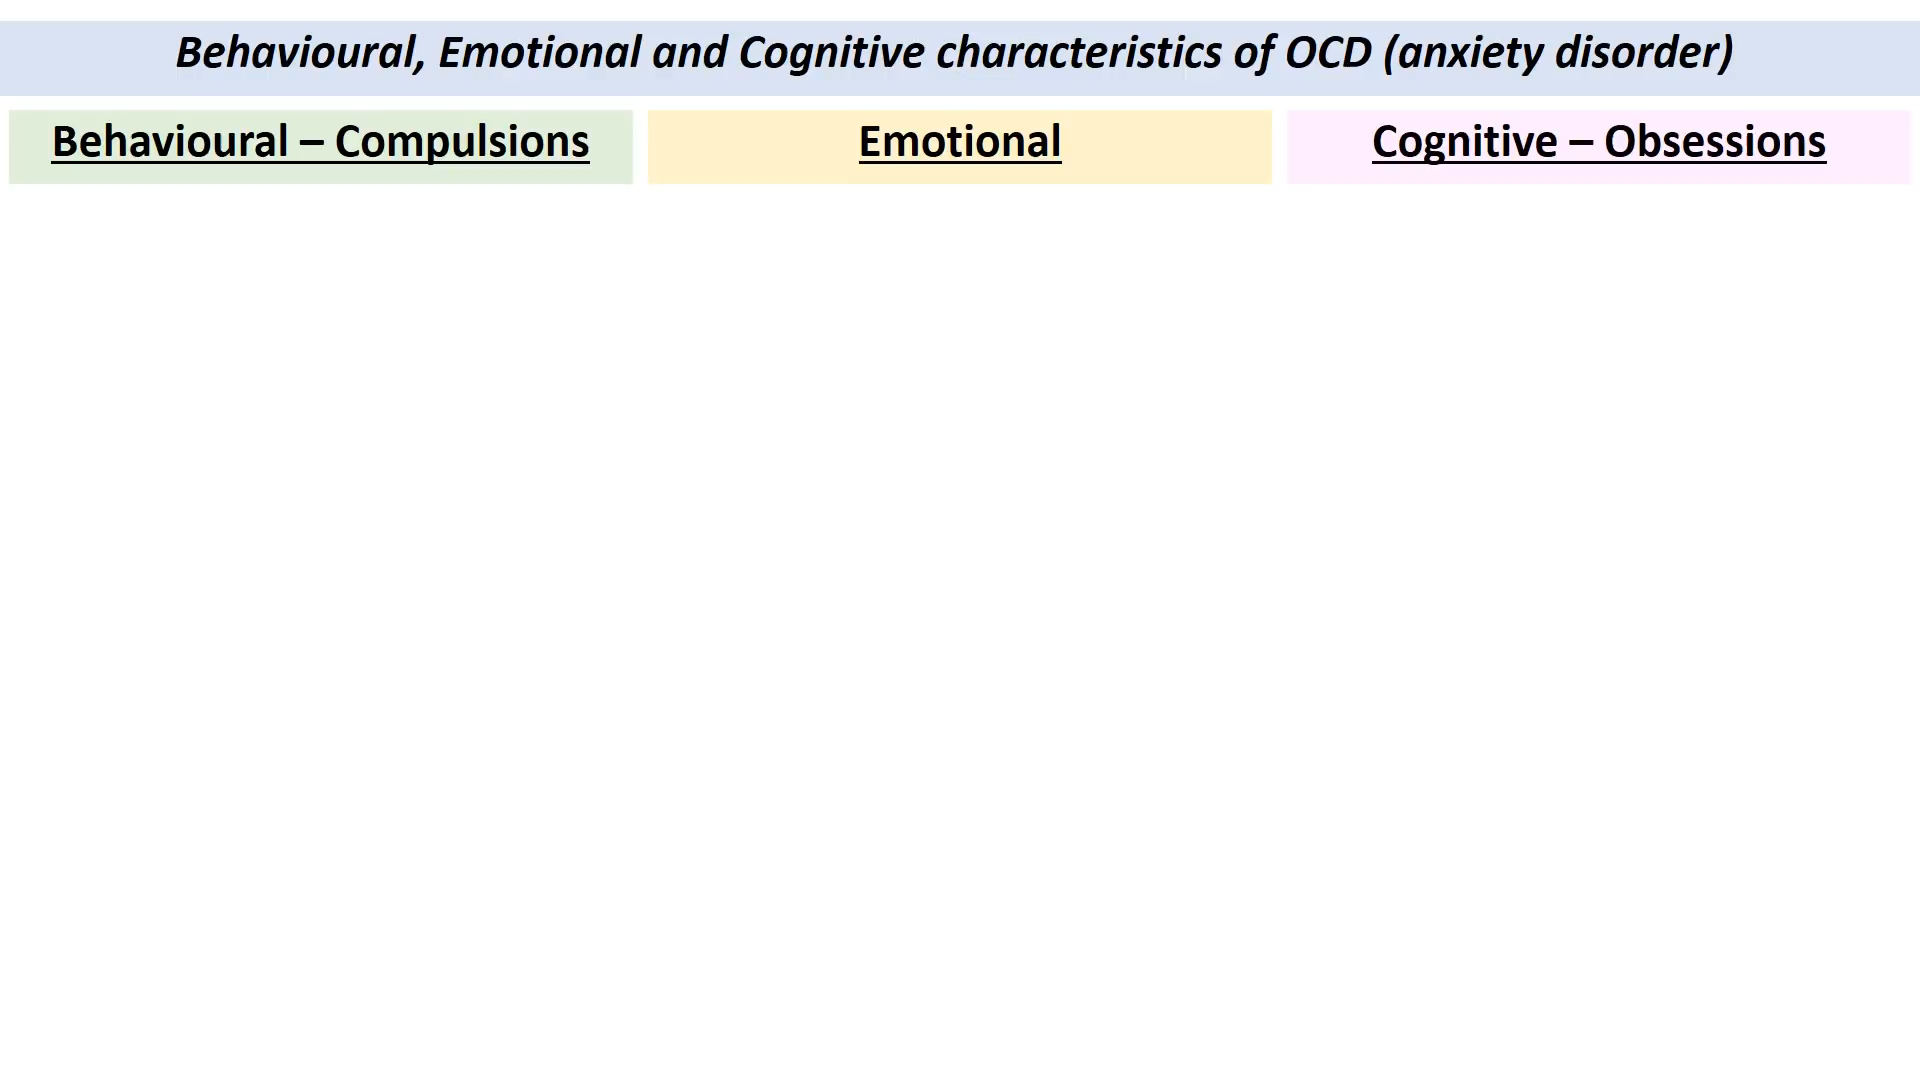 Behavioural, Emotional and Cognitive characteristics of OCD (anxiety disorder)
Behavioural – Compulsions
Emotional
Cognitive – Obsessions